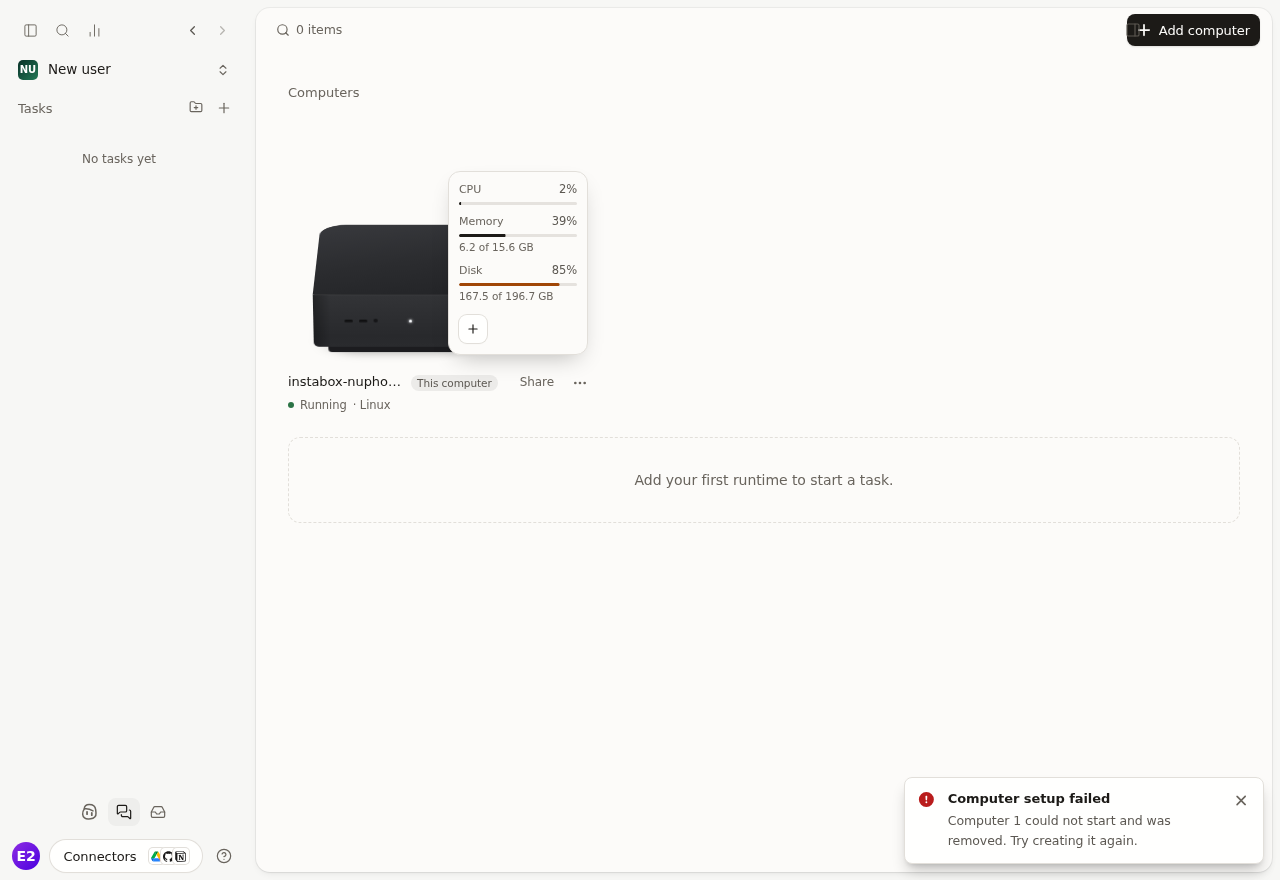 0 items
Add computer
NU New user
Tasks
No tasks yet
Computers
CPU 2%
Memory 39%
6.2 of 15.6 GB
Disk 85%
167.5 of 196.7 GB
instabox-nupho... This computer Share
Running · Linux
Add your first runtime to start a task.
Computer setup failed
Computer 1 could not start and was
removed. Try creating it again.
E2 Connectors